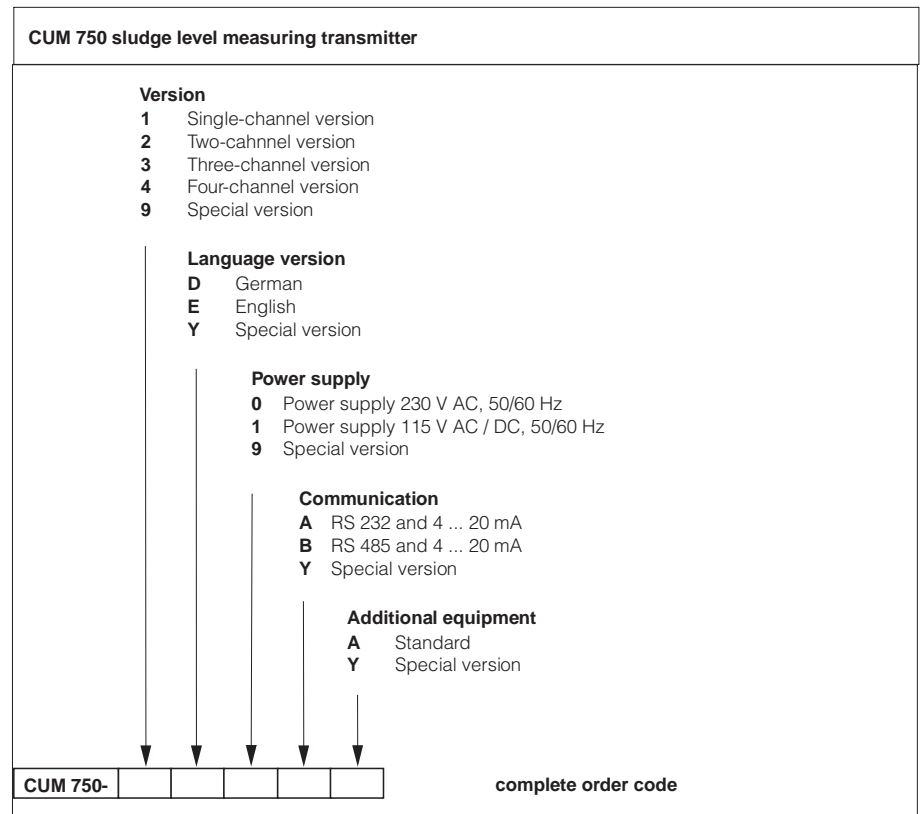 CUM 750 sludge level measuring transmitter
Version
1 Single-channel version
2 Two-cahnnel version
3 Three-channel version
4 Four-channel version
9 Special version
Language version
D German
E English
Y Special version
Power supply
0 Power supply 230 V AC, 50/60 Hz
1 Power supply 115 V AC / DC, 50/60 Hz
9 Special version
Communication
A RS 232 and 4 ... 20 mA
B RS 485 and 4 ... 20 mA
Y Special version
Additional equipment
A Standard
Y Special version
CUM 750- complete order code